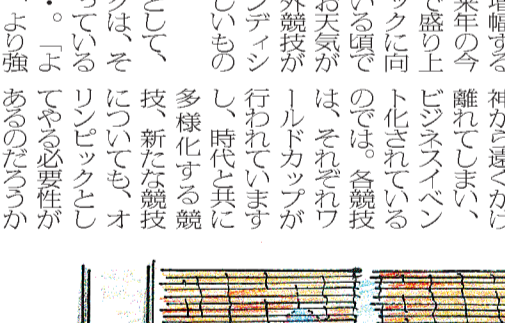 増幅する
来年の今
で盛り上
ックに向
いる頃で
お天気が
外競技が
ンディシ
しいもの
として、
クは、そ
っている
・。「よ
より強
神から遠くかけ
離れてしまい、
ビジネスイベン
ト化されている
のでは。各競技
は、それぞれワ
ールドカップが
行われています
し、時代と共に
多様化する競
技、新たな競技
についても、オ
リンピックとし
てやる必要性が
あるのだろうか